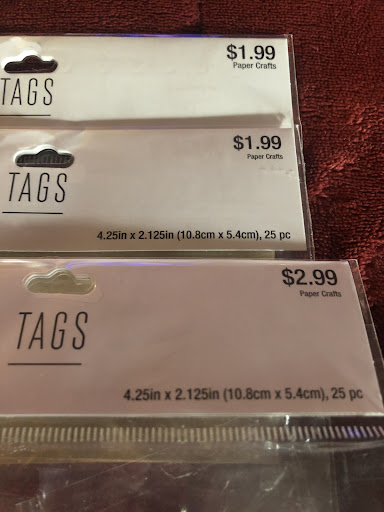 $1.99
Paper Crafts
TAGS
$1.99
Paper Crafts
TAGS
4.25in x 2.125in (10.8cm x 5.4cm), 25 pc
$2.99
Paper Crafts
TAGS
4.25in x 2.125in (10.8cm x 5.4cm), 25 pc